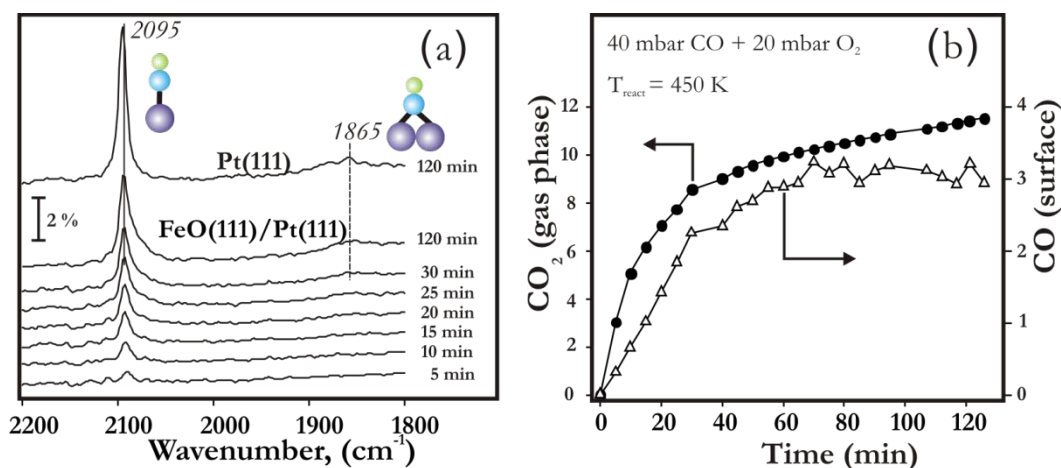 2095
(a)
1865
Pt(111)
120 min
2 %
FeO(111)/Pt(111)
120 min
30 min
25 min
20 min
15 min
10 min
5 min
2200
2100
2000
1900
1800
Wavenumber, (cm⁻¹)
40 mbar CO + 20 mbar O₂
(b)
T_react = 450 K
CO₂ (gas phase)
12
10
8
6
4
2
0
CO (surface)
4
3
2
1
0
0
20
40
60
80
100
120
Time (min)